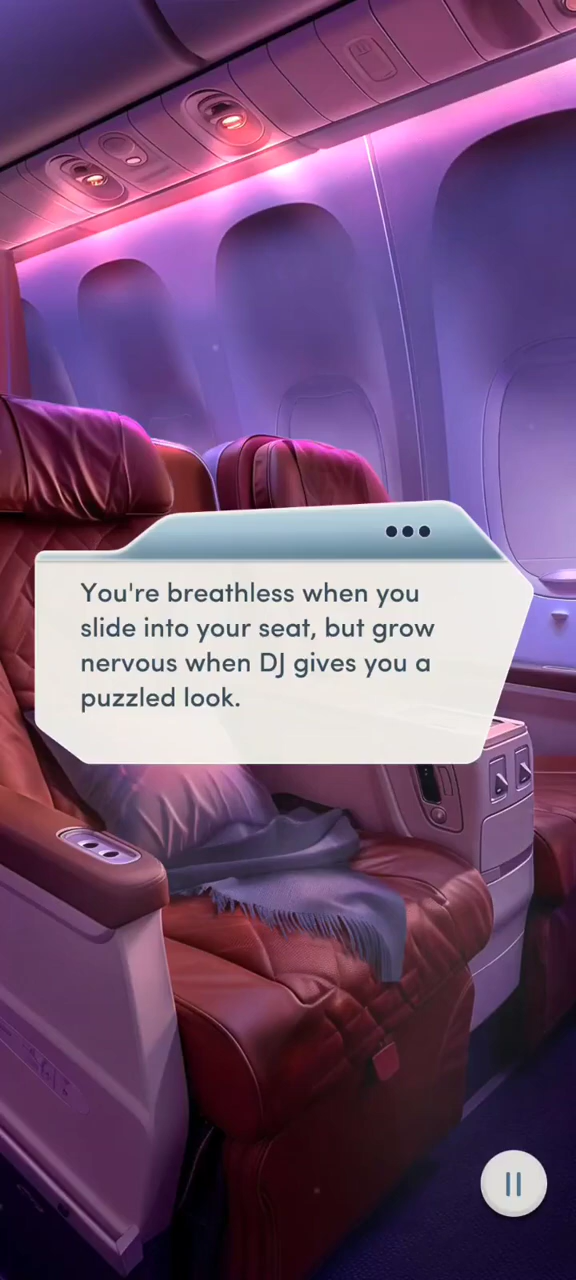 You're breathless when you
slide into your seat, but grow
nervous when DJ gives you a
puzzled look.